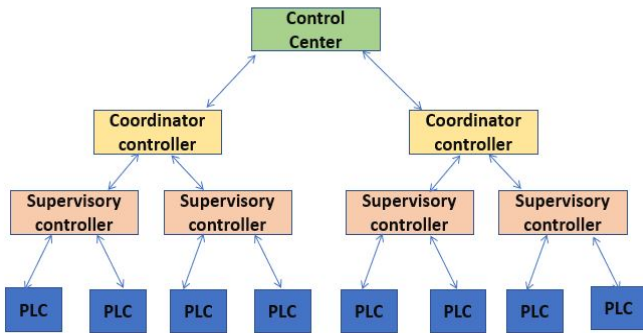 Control
Center
Coordinator
controller
Coordinator
controller
Supervisory
controller
Supervisory
controller
Supervisory
controller
Supervisory
controller
PLC
PLC
PLC
PLC
PLC
PLC
PLC
PLC